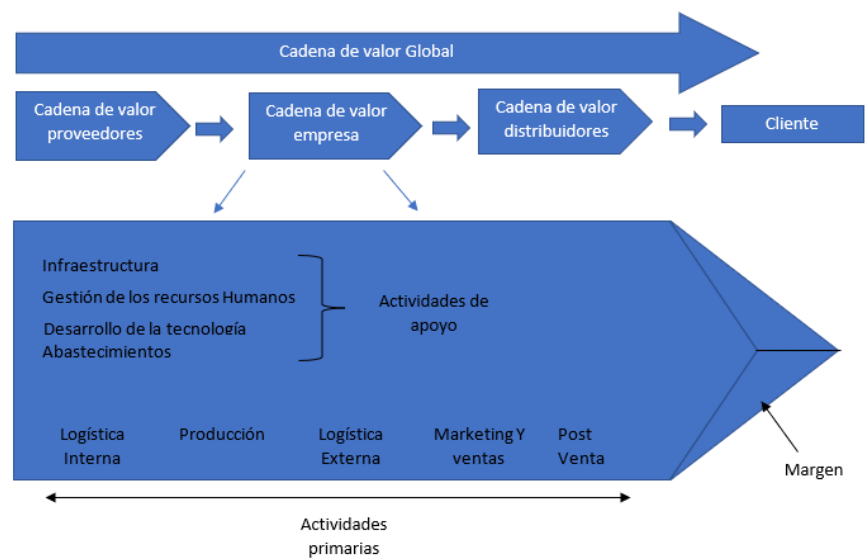 Cadena de valor Global
Cadena de valor
proveedores
Cadena de valor
empresa
Cadena de valor
distribuidores
Cliente
Infraestructura
Gestión de los recursos Humanos
Desarrollo de la tecnología
Abastecimientos
Actividades de
apoyo
Logística
Interna
Producción
Logística
Externa
Marketing Y
ventas
Post
Venta
Margen
Actividades
primarias